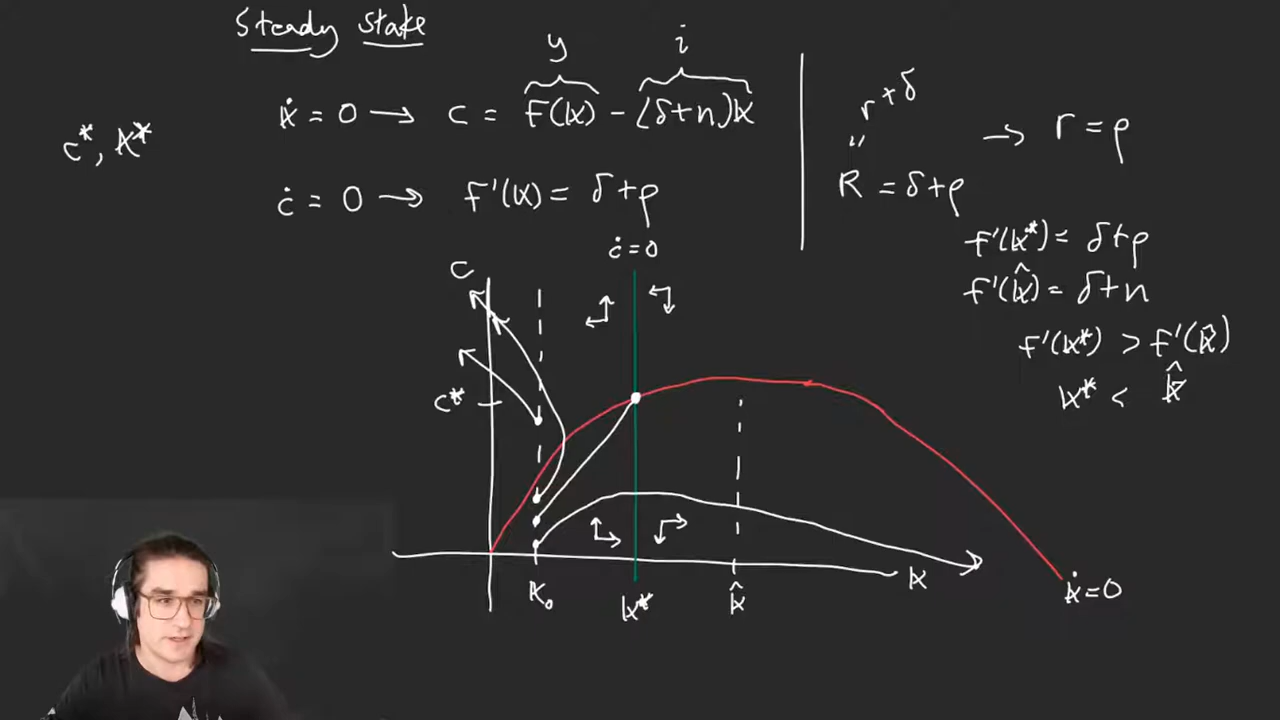 Steady state
y i
k̇ = 0 → c = f(k) - (δ+n)k
c*, k*
ċ = 0 → f'(k) = δ+ρ
r+δ
"
R = δ+ρ
→ r = ρ
f'(k*) = δ+ρ
f'(k̂) = δ+n
f'(k*) > f'(k̂)
k* < k̂
ċ=0
c
c*
k₀
k*
k̂
k
k̇=0